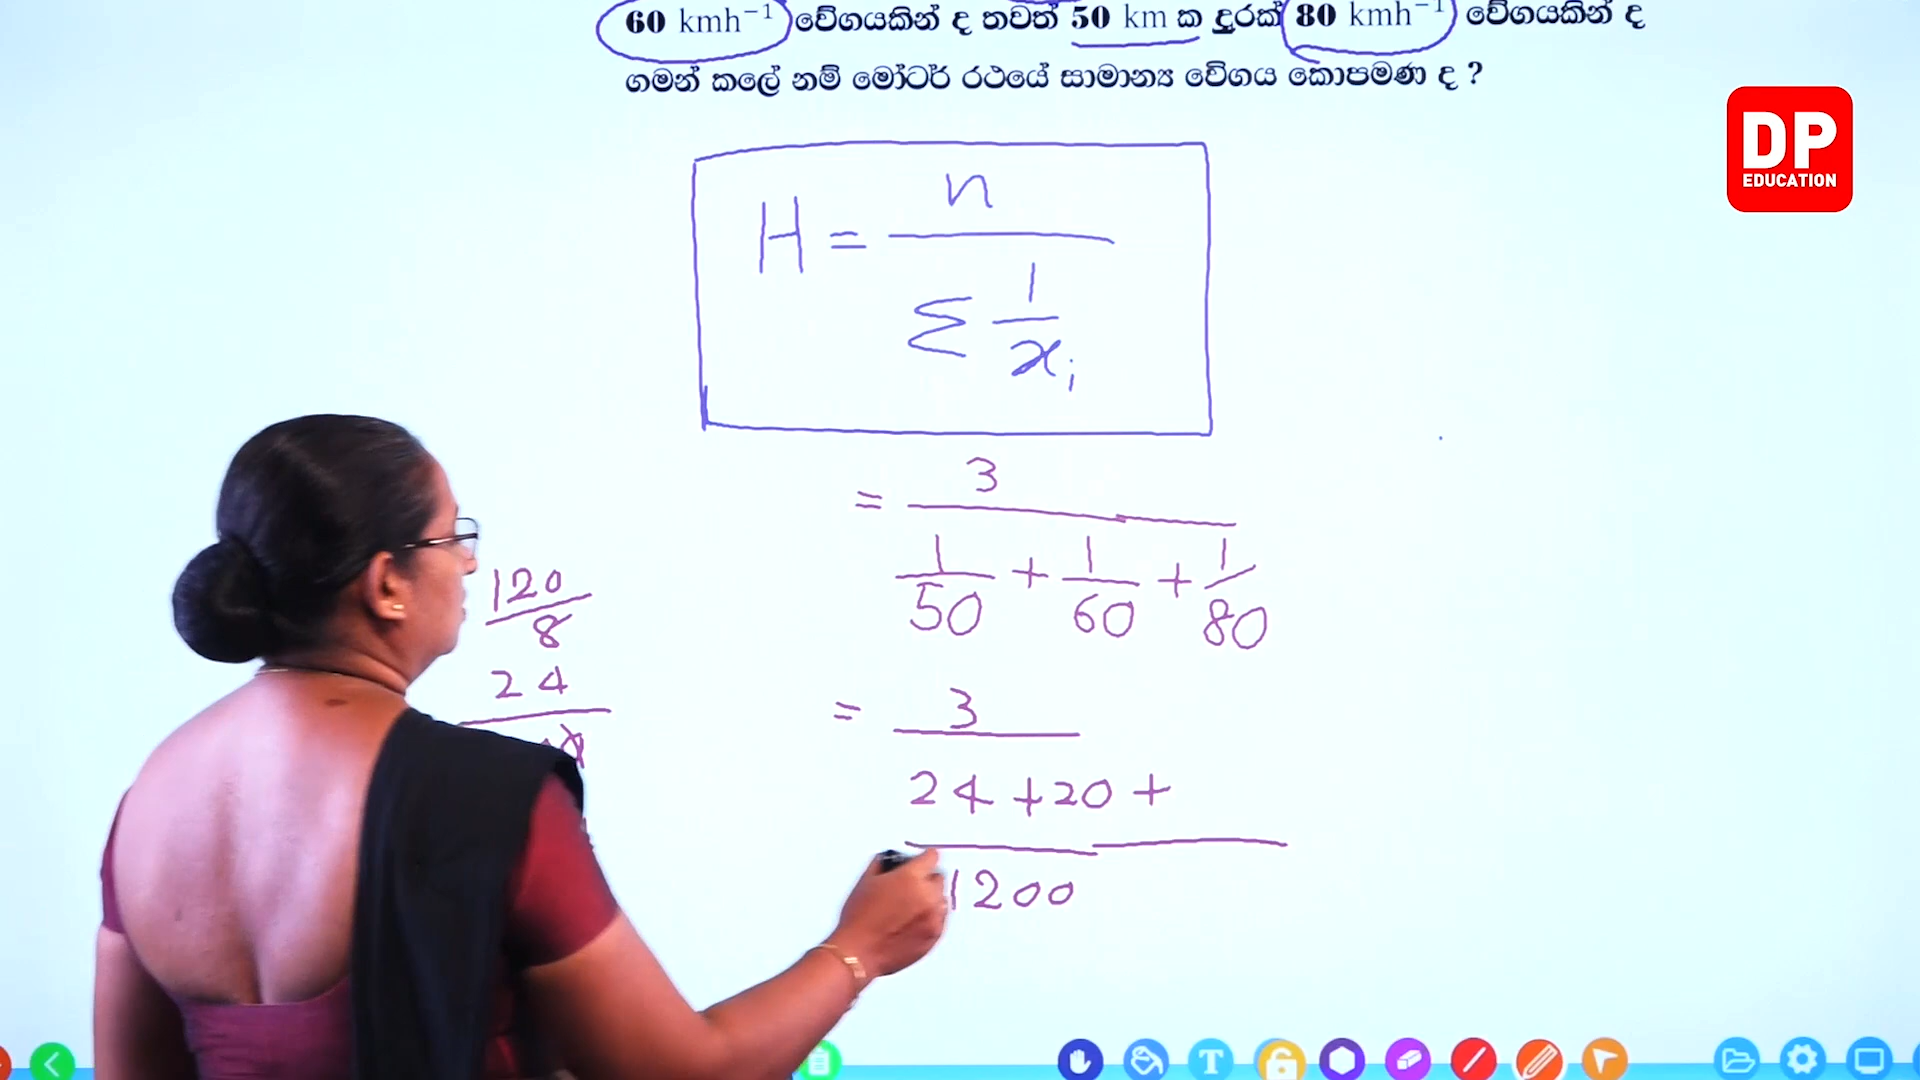 60 kmh⁻¹ වේගයකින් ද තවත් 50 km ක දුරක් 80 kmh⁻¹ වේගයකින් ද
ගමන් කලේ නම් මෝටර් රථයේ සාමාන්‍ය වේගය කොපමණ ද ?
DP
EDUCATION
H = n
Σ 1
xᵢ
= 3
1 + 1 + 1
50 60 80
120
8
24
= 3
24 + 20 +
1200
T